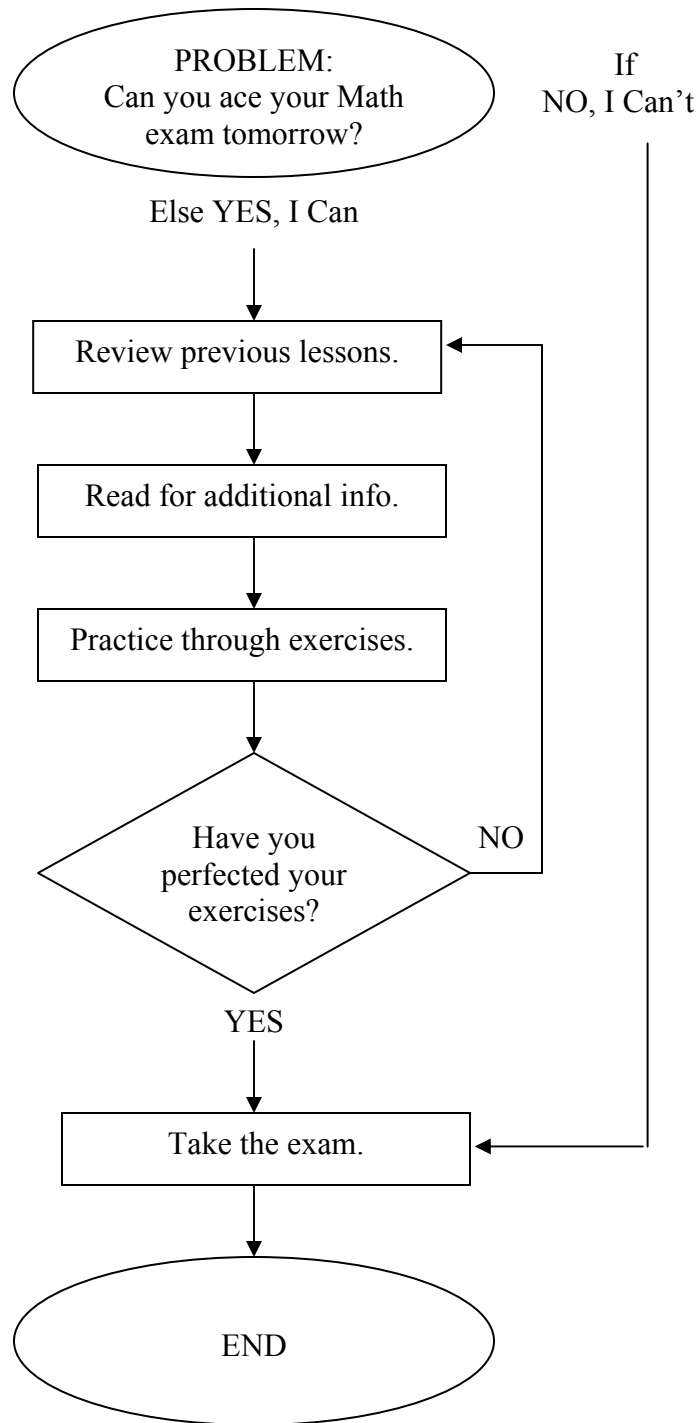 PROBLEM:
Can you ace your Math
exam tomorrow?
If
NO, I Can’t
Else YES, I Can
Review previous lessons.
Read for additional info.
Practice through exercises.
Have you
perfected your
exercises?
NO
YES
Take the exam.
END